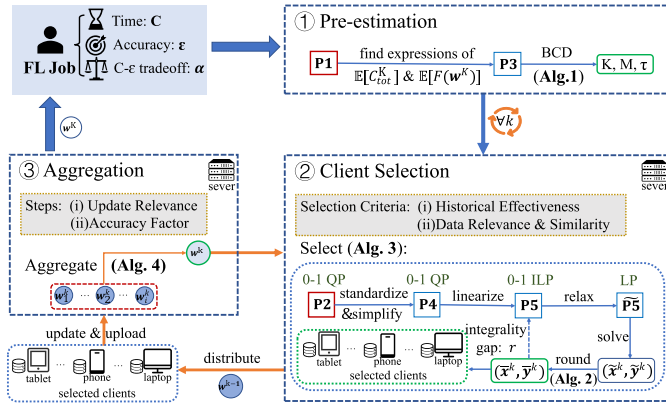 Time: C
Accuracy: ε
FL Job
C-ε tradeoff: α
① Pre-estimation
P1
find expressions of
𝔼[C_tot^K] & 𝔼[F(w^K)]
P3
BCD
(Alg.1)
K, M, τ
w^K
∀k
③ Aggregation
sever
Steps: (i) Update Relevance
(ii)Accuracy Factor
Aggregate (Alg. 4)
w^k
w_1^k ... w_2^k ... w_i^k
update & upload
tablet
phone
laptop
selected clients
distribute
w^{k-1}
② Client Selection
sever
Selection Criteria: (i) Historical Effectiveness
(ii)Data Relevance & Similarity
Select (Alg. 3):
0-1 QP
0-1 QP
0-1 ILP
LP
P2
standardize
&simplify
P4
linearize
P5
relax
P̃5
solve
integrality
gap: r
tablet
phone
laptop
selected clients
(x̄^k, ȳ^k)
round
(Alg. 2)
(x̃^k, ỹ^k)